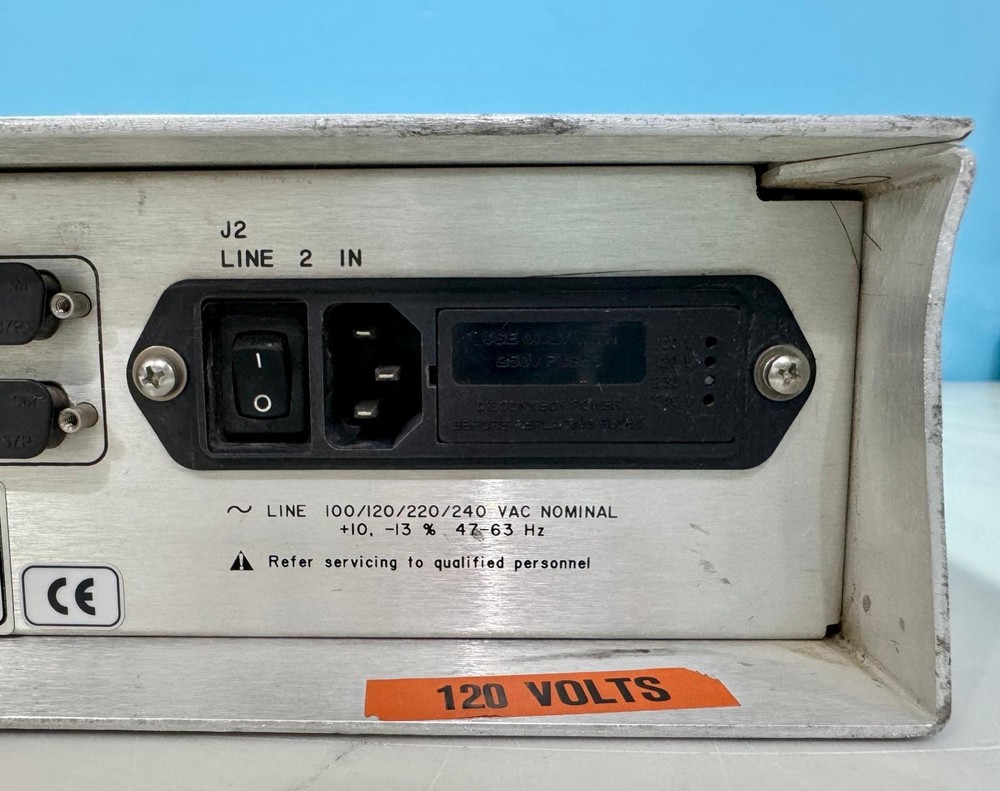 J2
LINE 2 IN
I
O
USE ONLY WITH
250V
DISCONNECT POWER
BEFORE REPLACING FUSES
~ LINE 100/120/220/240 VAC NOMINAL
+10, -13 % 47-63 Hz
Refer servicing to qualified personnel
CE
120 VOLTS